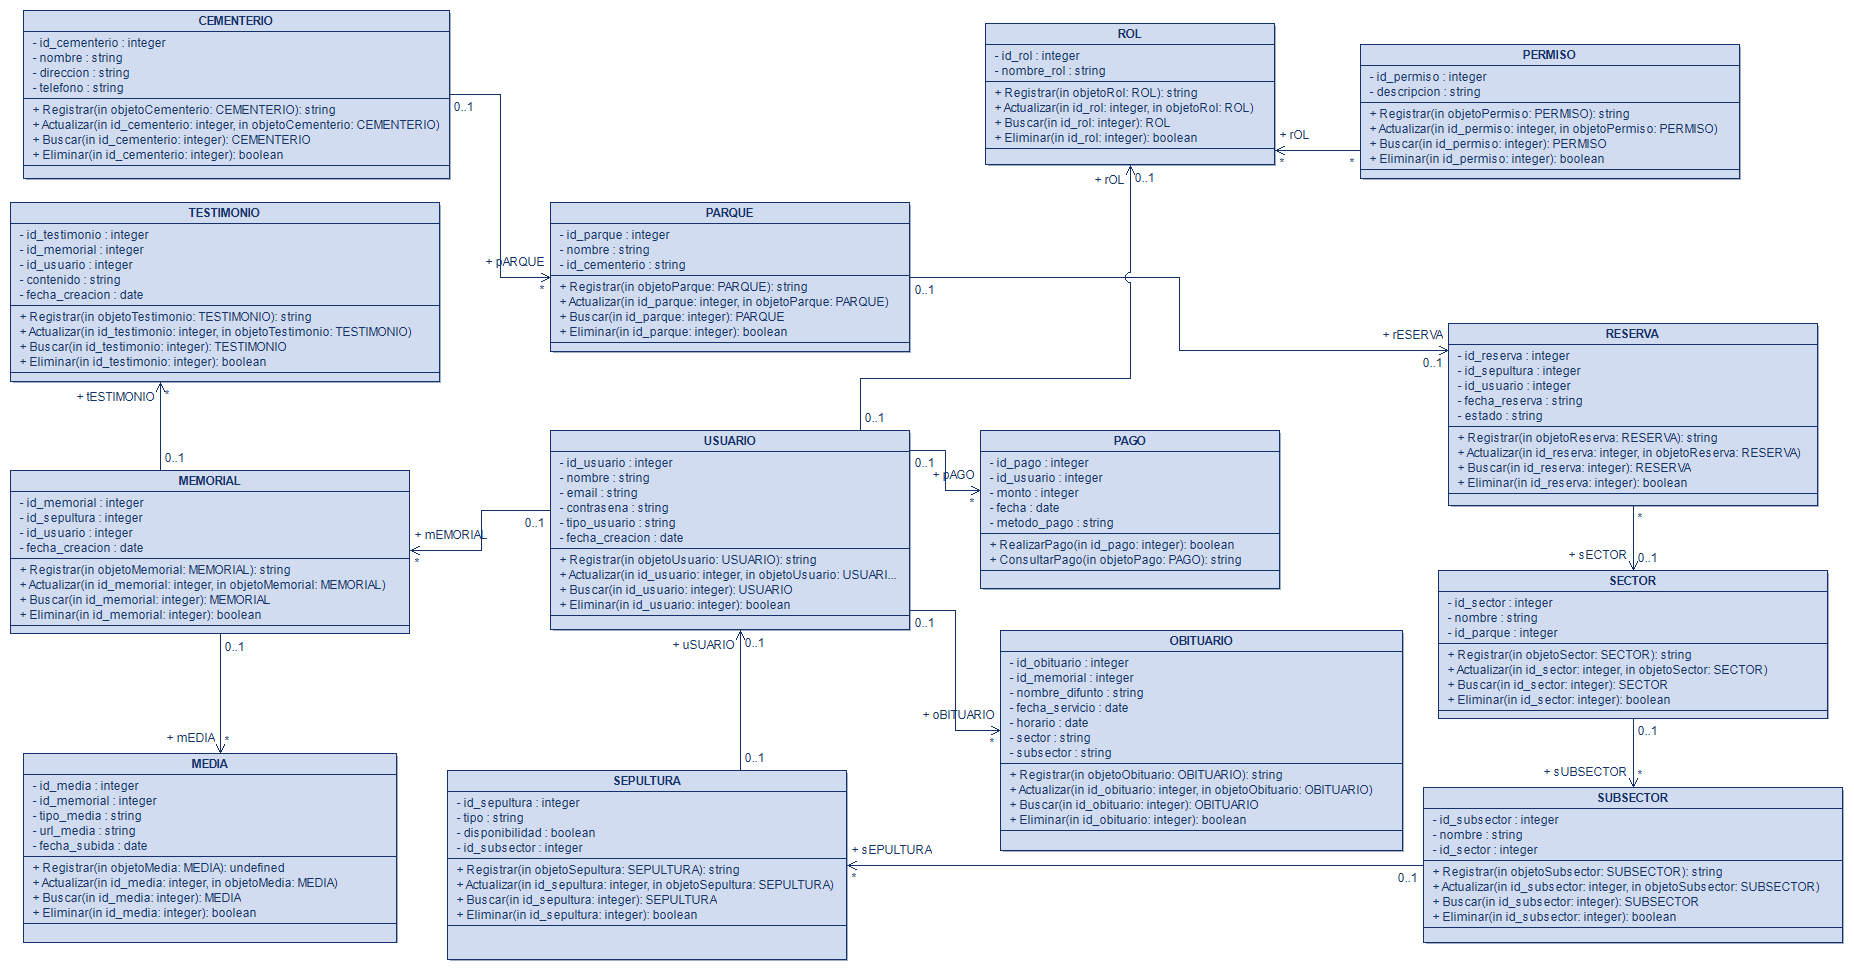 CEMENTERIO
- id_cementerio : integer
- nombre : string
- direccion : string
- telefono : string
+ Registrar(in objetoCementerio: CEMENTERIO): string
+ Actualizar(in id_cementerio: integer, in objetoCementerio: CEMENTERIO)
+ Buscar(in id_cementerio: integer): CEMENTERIO
+ Eliminar(in id_cementerio: integer): boolean
0..1
ROL
- id_rol : integer
- nombre_rol : string
+ Registrar(in objetoRol: ROL): string
+ Actualizar(in id_rol: integer, in objetoRol: ROL)
+ Buscar(in id_rol: integer): ROL
+ Eliminar(in id_rol: integer): boolean
PERMISO
- id_permiso : integer
- descripcion : string
+ Registrar(in objetoPermiso: PERMISO): string
+ Actualizar(in id_permiso: integer, in objetoPermiso: PERMISO)
+ Buscar(in id_permiso: integer): PERMISO
+ Eliminar(in id_permiso: integer): boolean
+ rOL
*
*
+ rOL
0..1
TESTIMONIO
- id_testimonio : integer
- id_memorial : integer
- id_usuario : integer
- contenido : string
- fecha_creacion : date
+ Registrar(in objetoTestimonio: TESTIMONIO): string
+ Actualizar(in id_testimonio: integer, in objetoTestimonio: TESTIMONIO)
+ Buscar(in id_testimonio: integer): TESTIMONIO
+ Eliminar(in id_testimonio: integer): boolean
+ tESTIMONIO
*
0..1
+ pARQUE
*
PARQUE
- id_parque : integer
- nombre : string
- id_cementerio : string
+ Registrar(in objetoParque: PARQUE): string
+ Actualizar(in id_parque: integer, in objetoParque: PARQUE)
+ Buscar(in id_parque: integer): PARQUE
+ Eliminar(in id_parque: integer): boolean
0..1
+ rESERVA
0..1
RESERVA
- id_reserva : integer
- id_sepultura : integer
- id_usuario : integer
- fecha_reserva : string
- estado : string
+ Registrar(in objetoReserva: RESERVA): string
+ Actualizar(in id_reserva: integer, in objetoReserva: RESERVA)
+ Buscar(in id_reserva: integer): RESERVA
+ Eliminar(in id_reserva: integer): boolean
*
+ sECTOR
0..1
MEMORIAL
- id_memorial : integer
- id_sepultura : integer
- id_usuario : integer
- fecha_creacion : date
+ Registrar(in objetoMemorial: MEMORIAL): string
+ Actualizar(in id_memorial: integer, in objetoMemorial: MEMORIAL)
+ Buscar(in id_memorial: integer): MEMORIAL
+ Eliminar(in id_memorial: integer): boolean
0..1
+ mEMORIAL
*
0..1
0..1
USUARIO
- id_usuario : integer
- nombre : string
- email : string
- contrasena : string
- tipo_usuario : string
- fecha_creacion : date
+ Registrar(in objetoUsuario: USUARIO): string
+ Actualizar(in id_usuario: integer, in objetoUsuario: USUARI...
+ Buscar(in id_usuario: integer): USUARIO
+ Eliminar(in id_usuario: integer): boolean
0..1
+ pAGO
*
PAGO
- id_pago : integer
- id_usuario : integer
- monto : integer
- fecha : date
- metodo_pago : string
+ RealizarPago(in id_pago: integer): boolean
+ ConsultarPago(in objetoPago: PAGO): string
0..1
+ oBITUARIO
*
+ uSUARIO
0..1
0..1
OBITUARIO
- id_obituario : integer
- id_memorial : integer
- nombre_difunto : string
- fecha_servicio : date
- horario : date
- sector : string
- subsector : string
+ Registrar(in objetoObituario: OBITUARIO): string
+ Actualizar(in id_obituario: integer, in objetoObituario: OBITUARIO)
+ Buscar(in id_obituario: integer): OBITUARIO
+ Eliminar(in id_obituario: integer): boolean
SECTOR
- id_sector : integer
- nombre : string
- id_parque : integer
+ Registrar(in objetoSector: SECTOR): string
+ Actualizar(in id_sector: integer, in objetoSector: SECTOR)
+ Buscar(in id_sector: integer): SECTOR
+ Eliminar(in id_sector: integer): boolean
0..1
+ sUBSECTOR
*
+ mEDIA
*
MEDIA
- id_media : integer
- id_memorial : integer
- tipo_media : string
- url_media : string
- fecha_subida : date
+ Registrar(in objetoMedia: MEDIA): undefined
+ Actualizar(in id_media: integer, in objetoMedia: MEDIA)
+ Buscar(in id_media: integer): MEDIA
+ Eliminar(in id_media: integer): boolean
SEPULTURA
- id_sepultura : integer
- tipo : string
- disponibilidad : boolean
- id_subsector : integer
+ Registrar(in objetoSepultura: SEPULTURA): string
+ Actualizar(in id_sepultura: integer, in objetoSepultura: SEPULTURA)
+ Buscar(in id_sepultura: integer): SEPULTURA
+ Eliminar(in id_sepultura: integer): boolean
+ sEPULTURA
*
0..1
SUBSECTOR
- id_subsector : integer
- nombre : string
- id_sector : integer
+ Registrar(in objetoSubsector: SUBSECTOR): string
+ Actualizar(in id_subsector: integer, in objetoSubsector: SUBSECTOR)
+ Buscar(in id_subsector: integer): SUBSECTOR
+ Eliminar(in id_subsector: integer): boolean